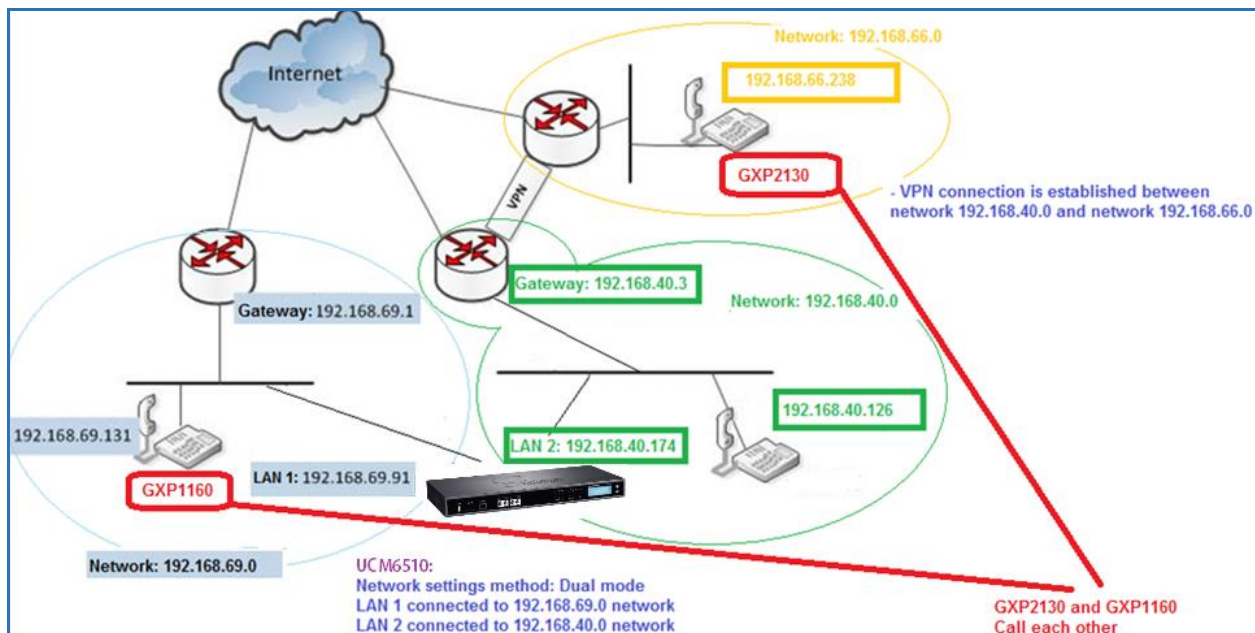 Internet
Network: 192.168.66.0
192.168.66.238
GXP2130
- VPN connection is established between
network 192.168.40.0 and network 192.168.66.0
VPN
Gateway: 192.168.40.3
Network: 192.168.40.0
Gateway: 192.168.69.1
192.168.40.126
192.168.69.131
LAN 2: 192.168.40.174
LAN 1: 192.168.69.91
GXP1160
Network: 192.168.69.0
UCM6510:
Network settings method: Dual mode
LAN 1 connected to 192.168.69.0 network
LAN 2 connected to 192.168.40.0 network
GXP2130 and GXP1160
Call each other